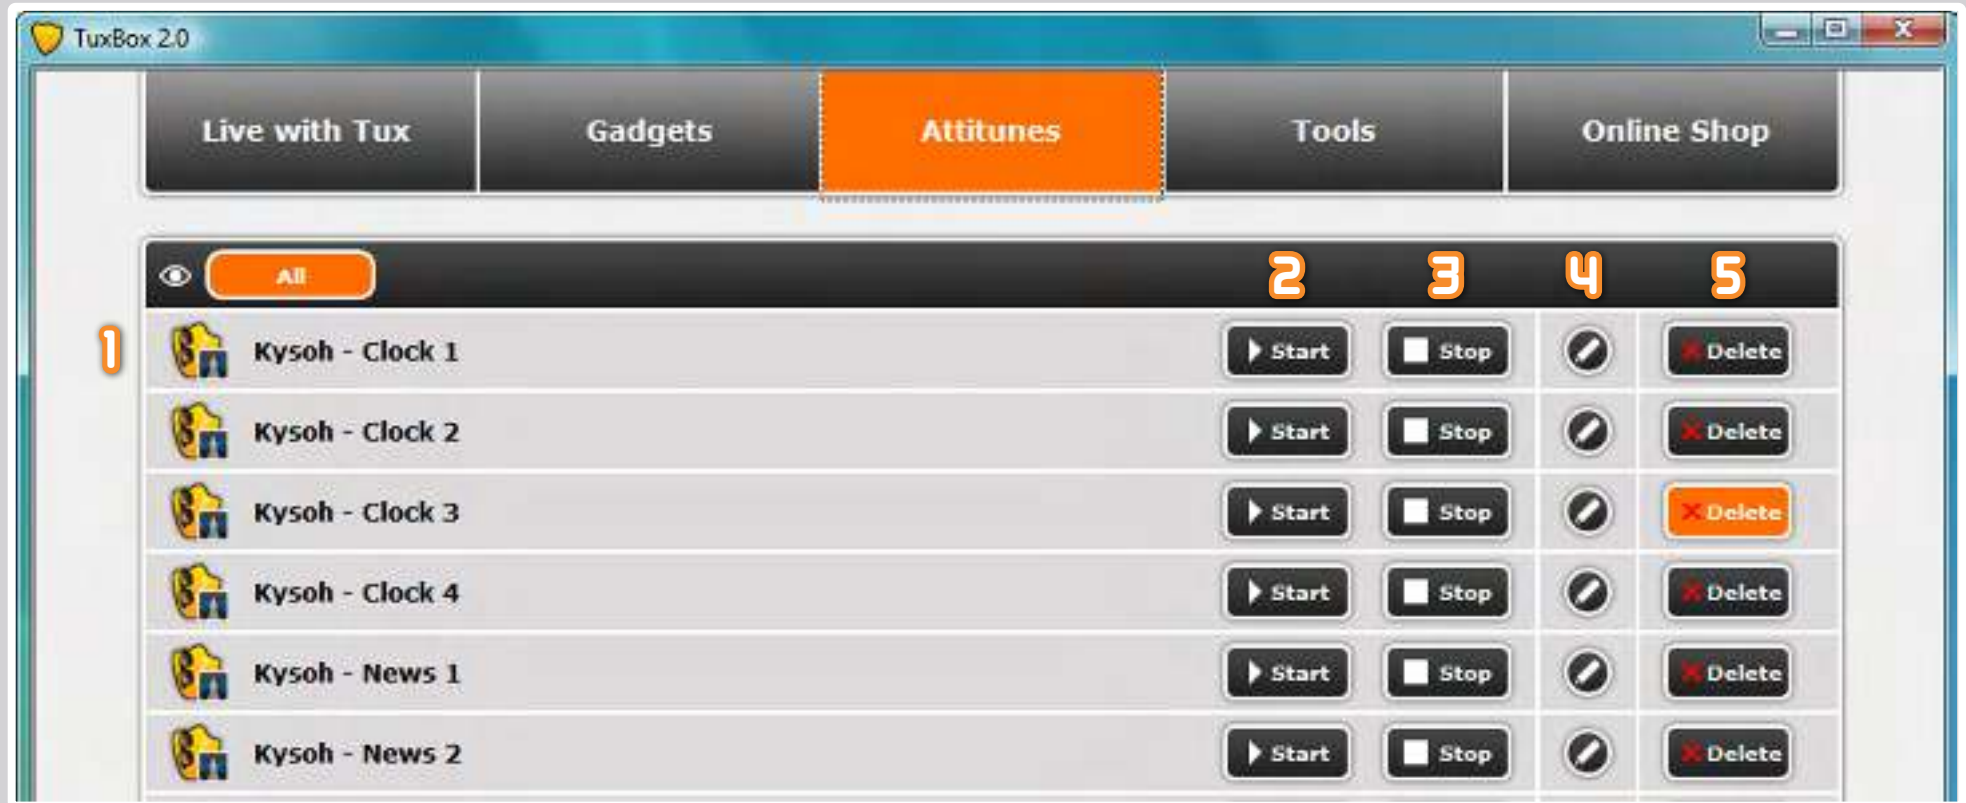 TuxBox 2.0
Live with Tux Gadgets Attitunes Tools Online Shop
All 2 3 4 5
1 Kysoh - Clock 1 Start Stop Delete
Kysoh - Clock 2 Start Stop Delete
Kysoh - Clock 3 Start Stop Delete
Kysoh - Clock 4 Start Stop Delete
Kysoh - News 1 Start Stop Delete
Kysoh - News 2 Start Stop Delete